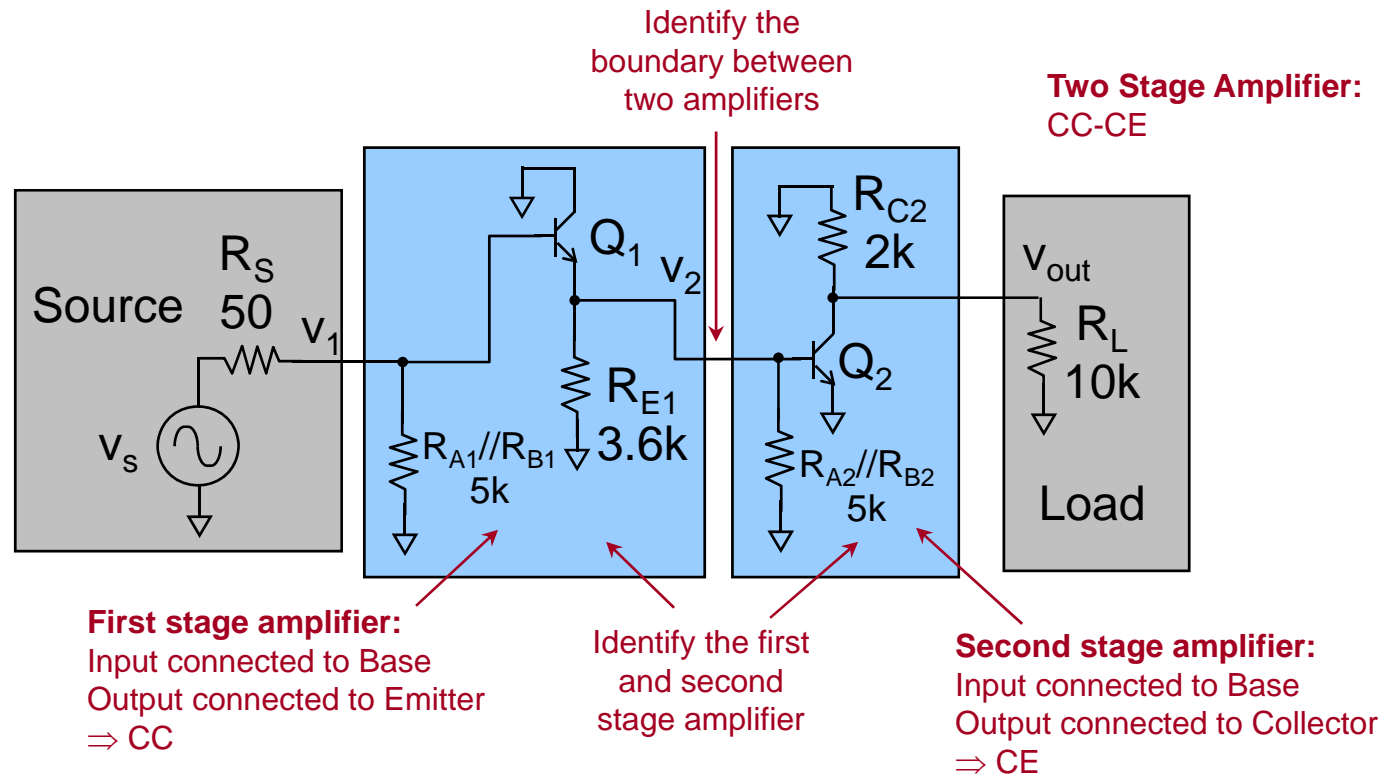 Identify the
boundary between
two amplifiers
Two Stage Amplifier:
CC-CE
Source
R_S
50
v_1
v_s
R_A1//R_B1
5k
Q_1
R_E1
3.6k
v_2
R_C2
2k
Q_2
R_A2//R_B2
5k
v_out
R_L
10k
Load
First stage amplifier:
Input connected to Base
Output connected to Emitter
⇒ CC
Identify the first
and second
stage amplifier
Second stage amplifier:
Input connected to Base
Output connected to Collector
⇒ CE